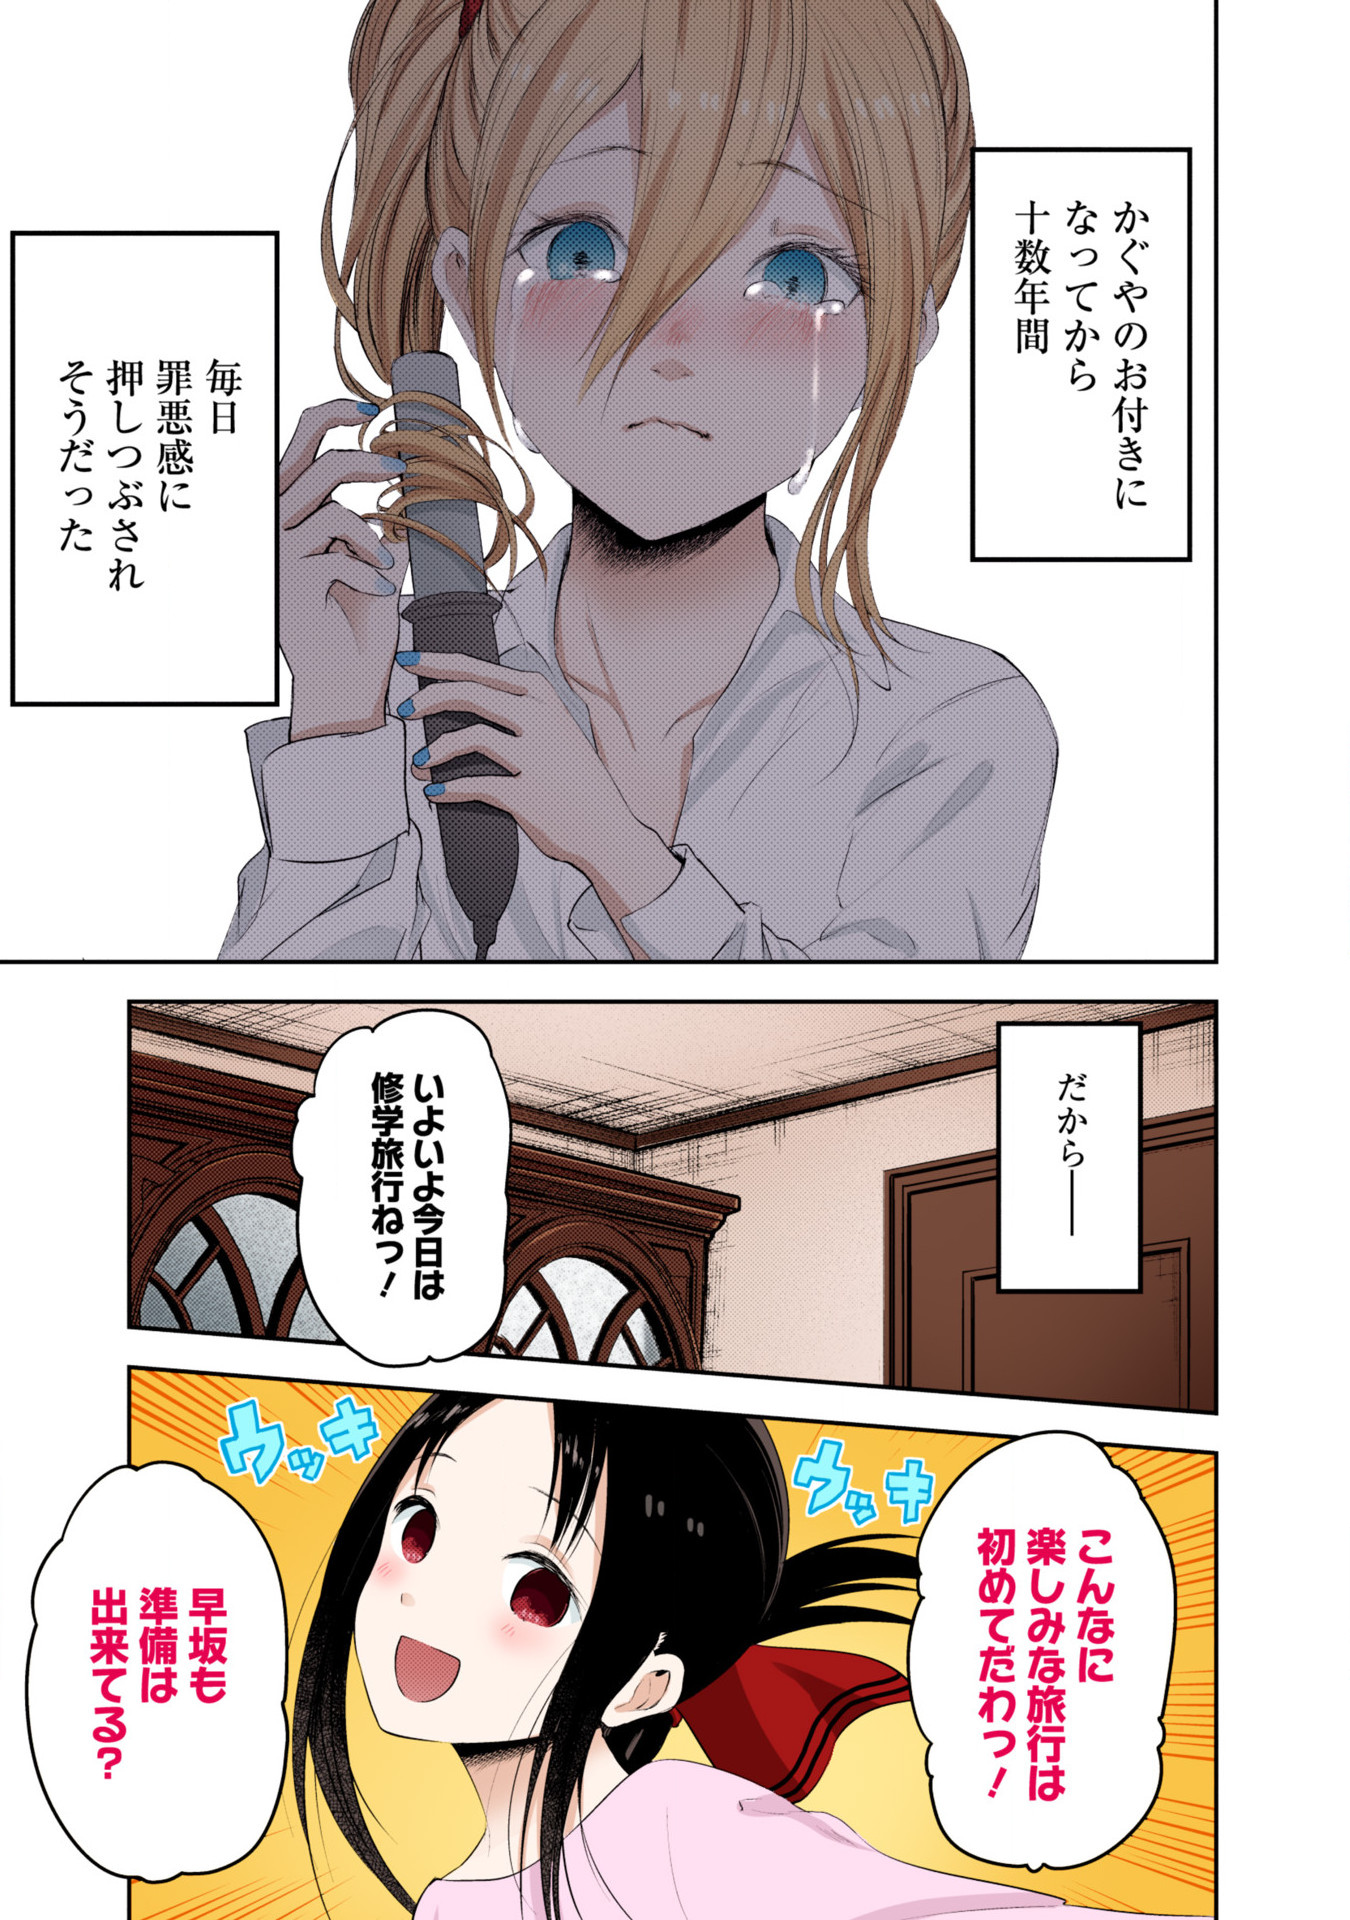 かぐやのお付きに
なってから
十数年間
毎日
罪悪感に
押しつぶされ
そうだった
だから――
いよいよ今日は
修学旅行ねっ！
こんなに
楽しみな旅行は
初めてだわっ！
ウッキ
ウッキ
早坂も
準備は
出来てる？